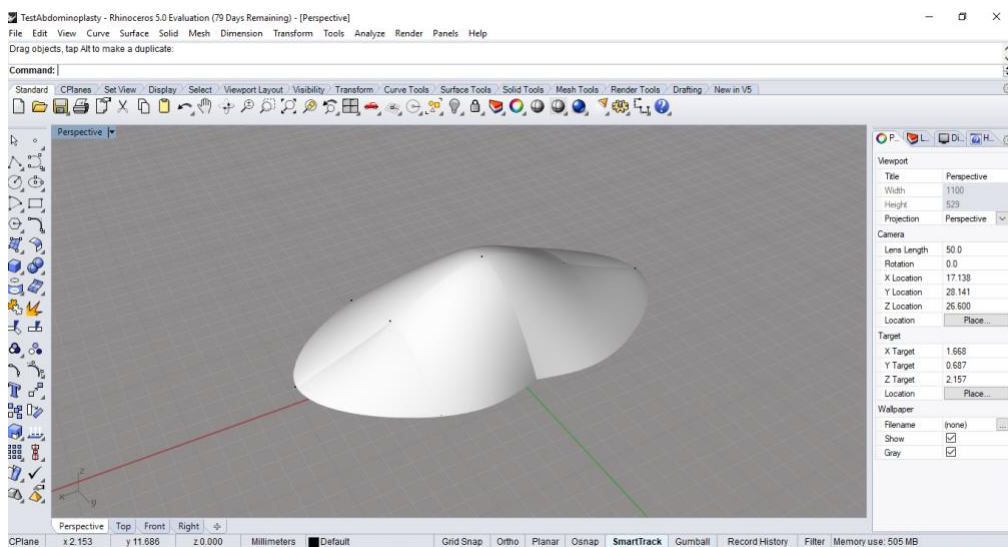 TestAbdominoplasty - Rhinoceros 5.0 Evaluation (79 Days Remaining) - [Perspective]
File Edit View Curve Surface Solid Mesh Dimension Transform Tools Analyze Render Panels Help
Drag objects, tap Alt to make a duplicate:
Command:
Standard CPlanes Set View Display Select Viewport Layout Visibility Transform Curve Tools Surface Tools Solid Tools Mesh Tools Render Tools Drafting New in V5
Perspective
P... L... Di... H...
Viewport
Title Perspective
Width 1100
Height 529
Projection Perspective
Camera
Lens Length 50.0
Rotation 0.0
X Location 17.138
Y Location 28.141
Z Location 26.600
Location Place...
Target
X Target 1.668
Y Target 0.687
Z Target 2.157
Location Place...
Wallpaper
Filename (none) ...
Show
Gray
z
x
y
Perspective Top Front Right
CPlane x 2.153 y 11.686 z 0.000 Millimeters Default Grid Snap Ortho Planar Osnap SmartTrack Gumball Record History Filter Memory use: 505 MB